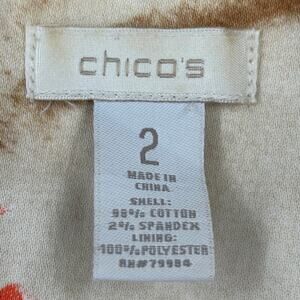 chico's
2
MADE IN
CHINA
SHELL:
98% COTTON
2% SPANDEX
LINING:
100% POLYESTER
RN#79984